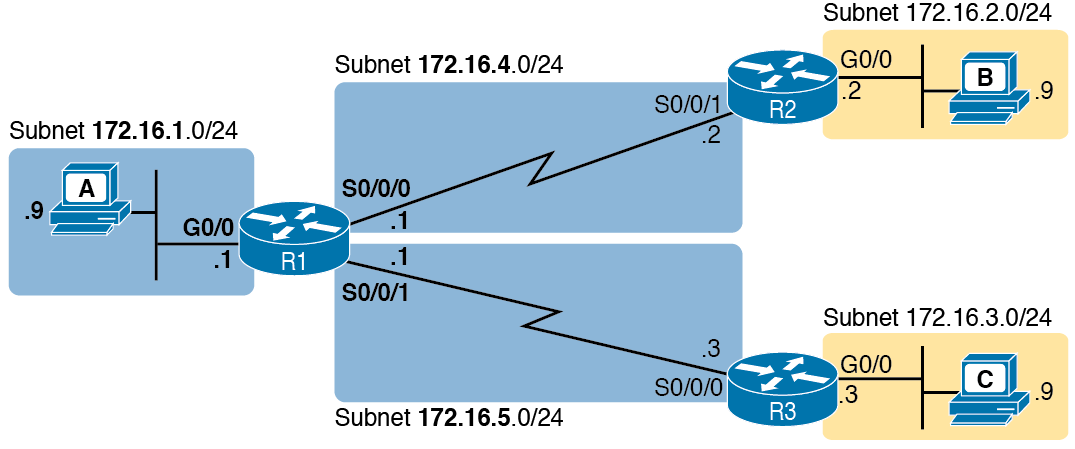 Subnet 172.16.2.0/24
Subnet 172.16.4.0/24
G0/0
B
.9
.2
R2
S0/0/1
.2
Subnet 172.16.1.0/24
A
.9
G0/0
.1
R1
S0/0/0
.1
.1
S0/0/1
Subnet 172.16.3.0/24
.3
S0/0/0
G0/0
C
.9
.3
R3
Subnet 172.16.5.0/24